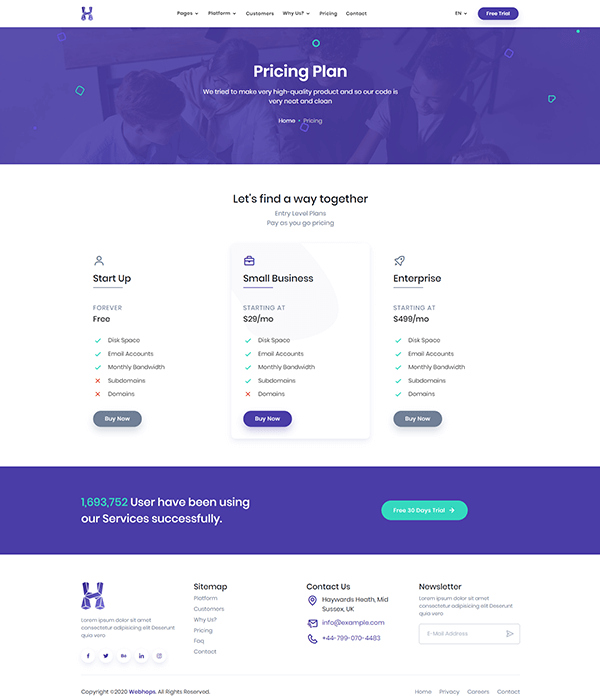 Pages Platform Customers Why Us? Pricing Contact EN Free Trial
Pricing Plan
We tried to make very high-quality product and so our code is
very neat and clean
Home • Pricing
Let's find a way together
Entry Level Plans
Pay as you go pricing
Start Up
FOREVER
Free
Disk Space
Email Accounts
Monthly Bandwidth
Subdomains
Domains
Buy Now
Small Business
STARTING AT
$29/mo
Disk Space
Email Accounts
Monthly Bandwidth
Subdomains
Domains
Buy Now
Enterprise
STARTING AT
$499/mo
Disk Space
Email Accounts
Monthly Bandwidth
Subdomains
Domains
Buy Now
1,693,752 User have been using
our Services successfully.
Free 30 Days Trial
Lorem ipsum dolor sit amet
consectetur adipisicing elit Deserunt
quia vero
Sitemap
Platform
Customers
Why Us?
Pricing
Faq
Contact
Contact Us
Haywards Heath, Mid
Sussex, UK
info@example.com
+44-799-070-4483
Newsletter
Lorem ipsum dolor sit amet
consectetur adipisicing elit Deserunt
quia vero
E-Mail Address
Copyright ©2020 Webheps. All Rights Reserved.
Home Privacy Careers Contact